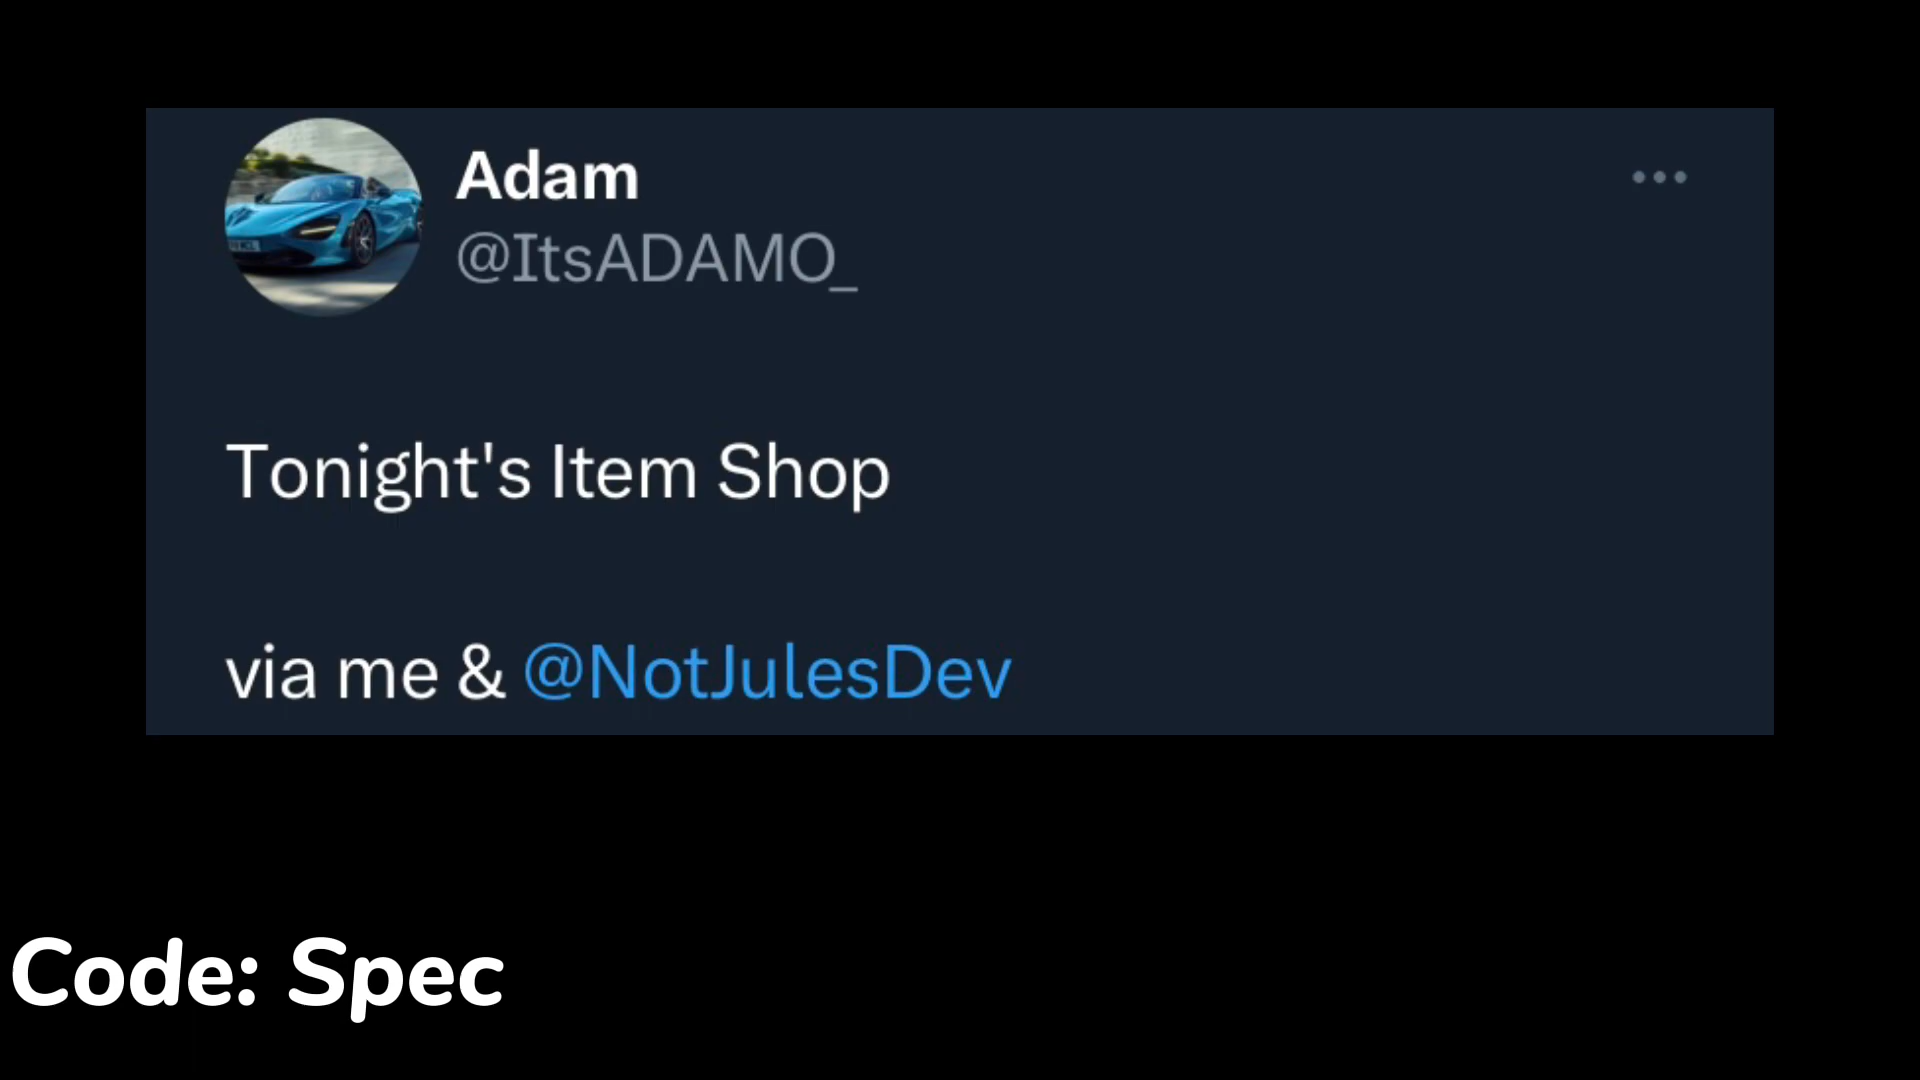 Adam
@ItsADAMO_
Tonight's Item Shop
via me & @NotJulesDev
Code: Spec